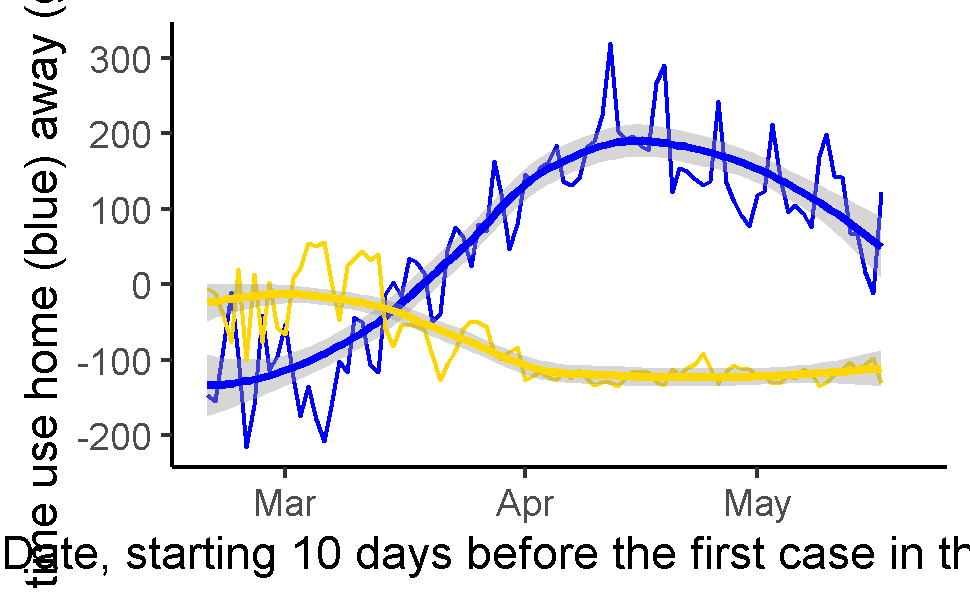 time use home (blue) away (
300
200
100
0
-100
-200
Mar Apr May
Date, starting 10 days before the first case in th